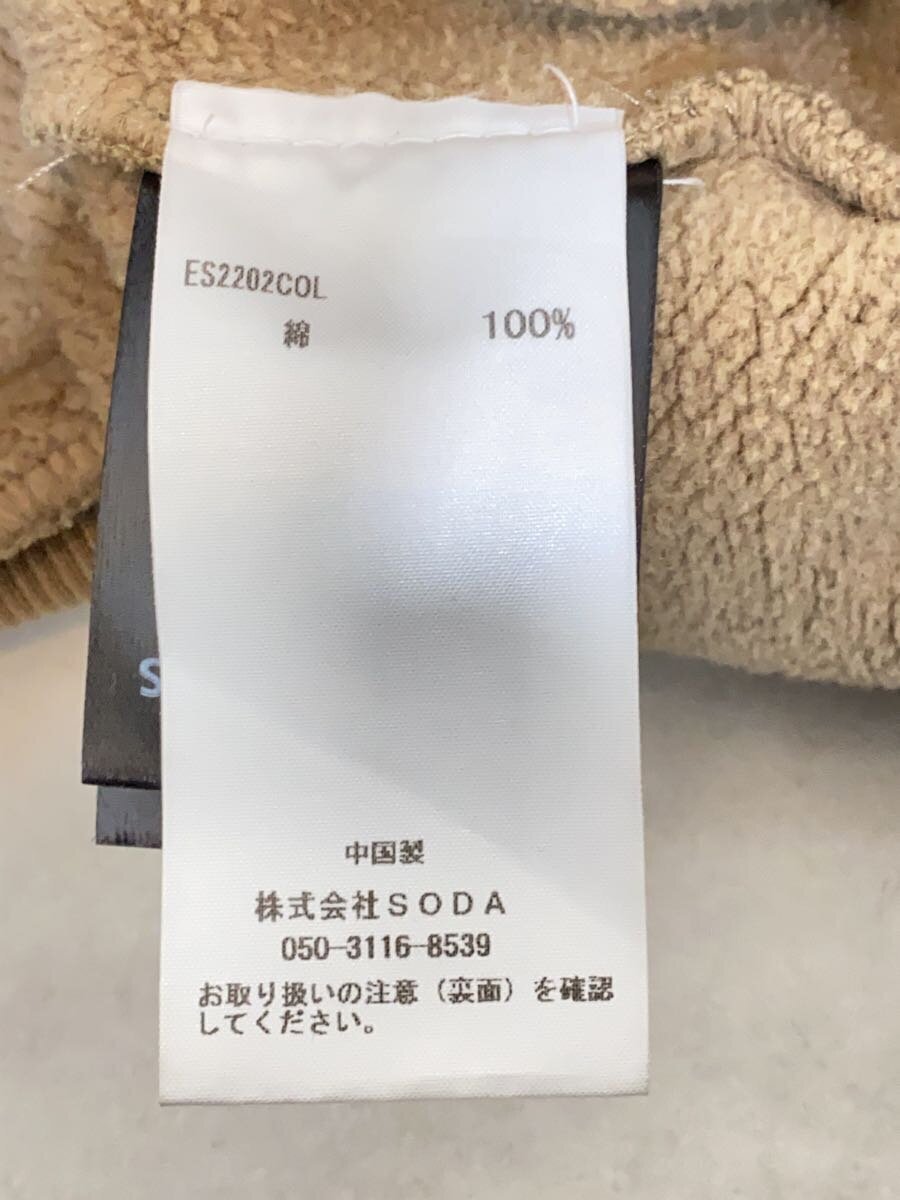 ES2202COL
綿 100%
S
中国製
株式会社SODA
050-3116-8539
お取り扱いの注意(裏面)を確認
してください。